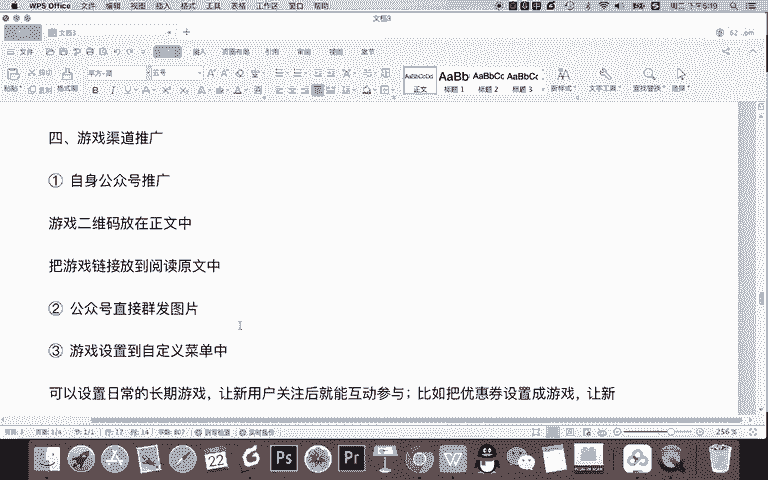 WPS Office 文件 编辑 视图 插入 格式 工具 表格 工作区 窗口 帮助
文档3
文档3
文件 插入 页面布局 引用 审阅 视图 章节
粘贴 剪切 复制 格式刷 五号 AaBbCcDd 正文 AaBb 标题 1 AaBbCc 标题 2 AaBbCc 标题 3 新样式 文字工具 查找替换 选择
四、游戏渠道推广
① 自身公众号推广
游戏二维码放在正文中
把游戏链接放到阅读原文中
② 公众号直接群发图片
③ 游戏设置到自定义菜单中
可以设置日常的长期游戏，让新用户关注后就能互动参与；比如把优惠券设置成游戏，让新
256 %
22 Ps Pr